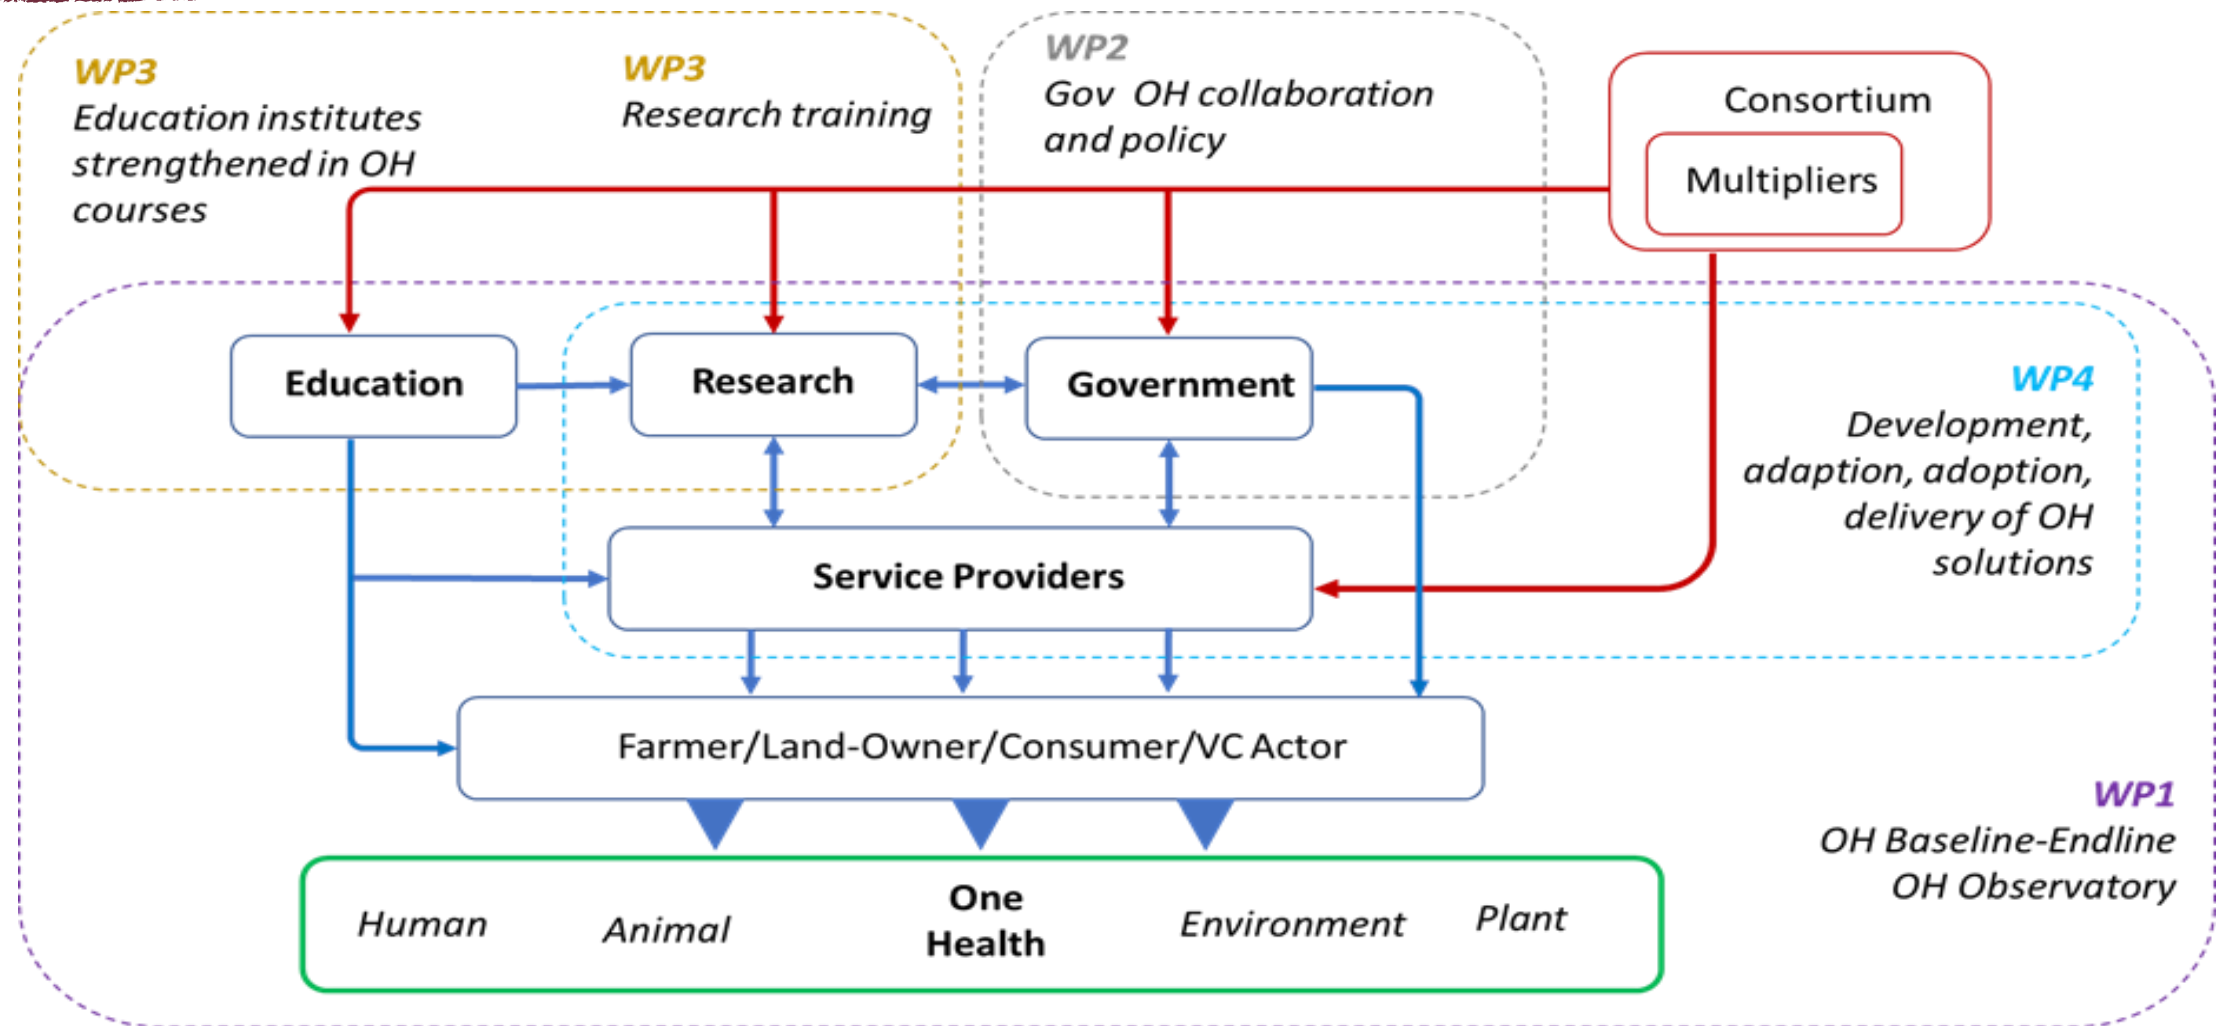 WP3
Education institutes
strengthened in OH
courses
WP3
Research training
WP2
Gov OH collaboration
and policy
Consortium
Multipliers
Education
Research
Government
WP4
Development,
adaption, adoption,
delivery of OH
solutions
Service Providers
Farmer/Land-Owner/Consumer/VC Actor
WP1
OH Baseline-Endline
OH Observatory
Human
Animal
One
Health
Environment
Plant